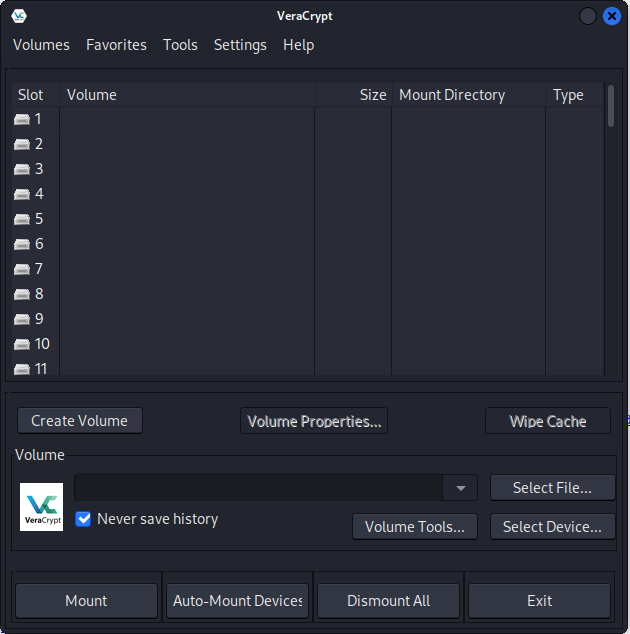 VeraCrypt
Volumes Favorites Tools Settings Help
Slot Volume Size Mount Directory Type
1
2
3
4
5
6
7
8
9
10
11
Create Volume Volume Properties... Wipe Cache
Volume
Select File...
VeraCrypt
Never save history
Volume Tools... Select Device...
Mount Auto-Mount Devices Dismount All Exit